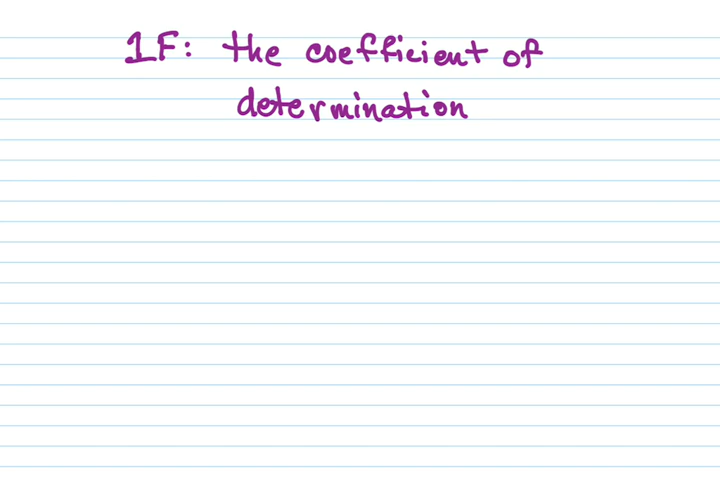 1F: the coefficient of
determination